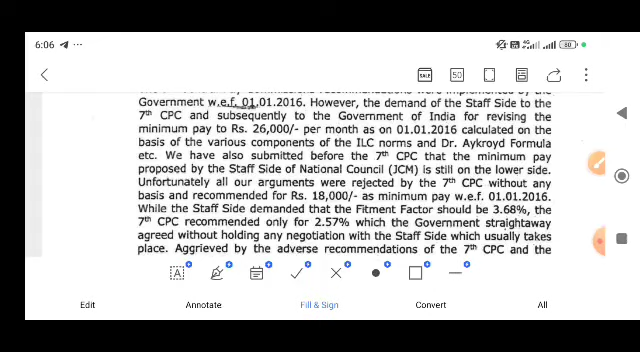 6:06
SALE
50
80
Government w.e.f. 01.01.2016. However, the demand of the Staff Side to the
7th CPC and subsequently to the Government of India for revising the
minimum pay to Rs. 26,000/- per month as on 01.01.2016 calculated on the
basis of the various components of the ILC norms and Dr. Aykroyd Formula
etc. We have also submitted before the 7th CPC that the minimum pay
proposed by the Staff Side of National Council (JCM) is still on the lower side.
Unfortunately all our arguments were rejected by the 7th CPC without any
basis and recommended for Rs. 18,000/- as minimum pay w.e.f. 01.01.2016.
While the Staff Side demanded that the Fitment Factor should be 3.68%, the
7th CPC recommended only for 2.57% which the Government straightaway
agreed without holding any negotiation with the Staff Side which usually takes
place. Aggrieved by the adverse recommendations of the 7th CPC and the
A
Edit Annotate Fill & Sign Convert All